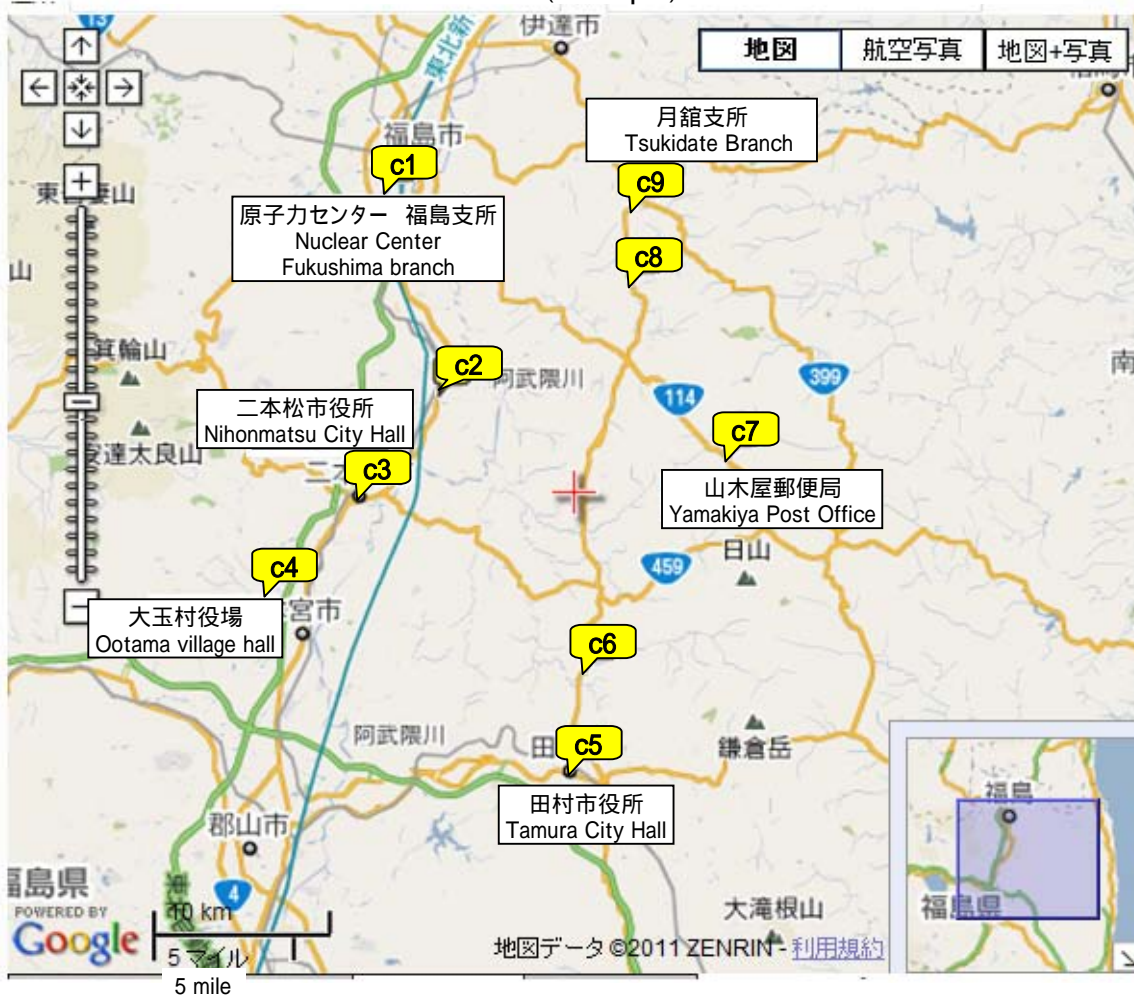 伊達市
13
東北新
地図
航空写真
地図+写真
福島市
月舘支所
Tsukidate Branch
c1
c9
原子力センター 福島支所
Nuclear Center
Fukushima branch
山
c8
箕輪山
c2
阿武隈川
399
南
114
二本松市役所
Nihonmatsu City Hall
c7
安達太良山
c3
山木屋郵便局
Yamakiya Post Office
日山
459
c4
大玉村役場
Ootama village hall
宮市
c6
阿武隈川
田
c5
鎌倉岳
田村市役所
Tamura City Hall
福島
郡山市
福島県
4
POWERED BY
Google
10 km
5 マイル
5 mile
大滝根山
福島県
地図データ ©2011 ZENRIN - 利用規約